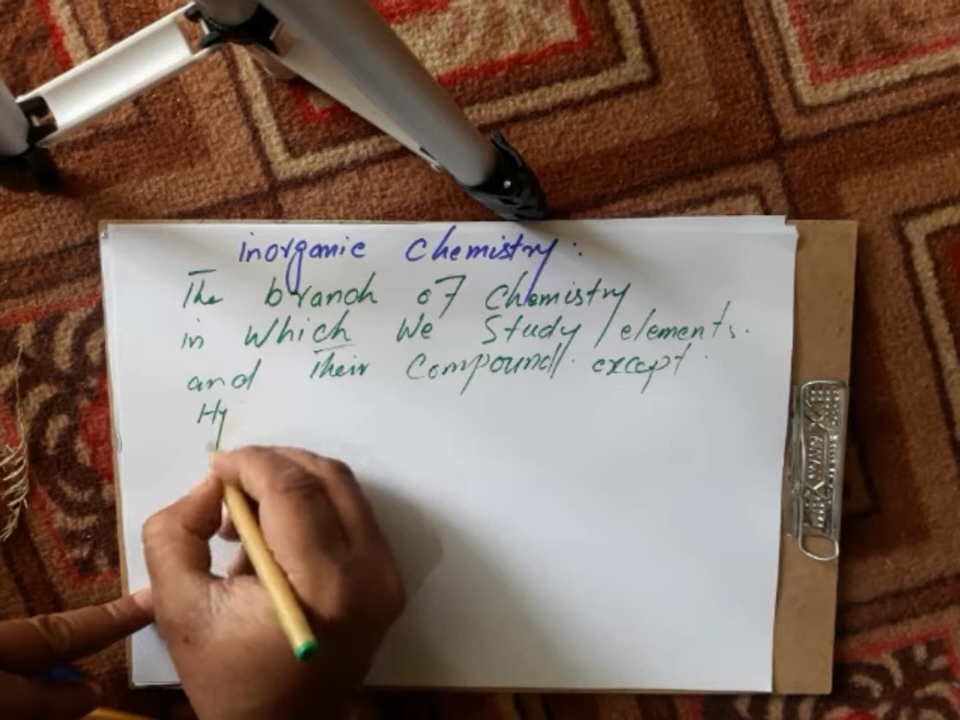 inorganic Chemistry:
The branch of Chemistry
in which We Study elements.
and Their Compound. except
Hy